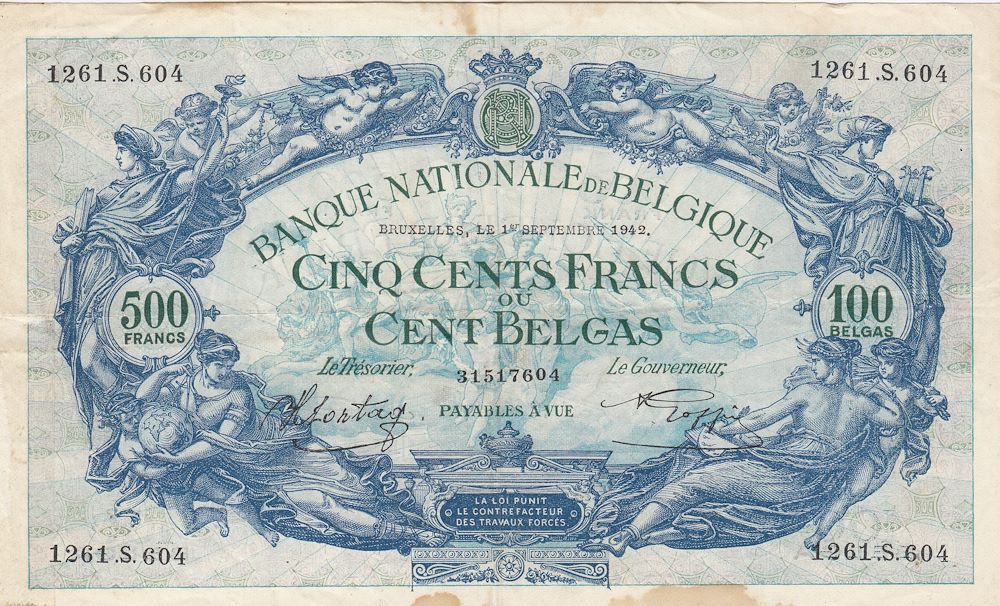 1261.S.604
1261.S.604
BANQUE NATIONALE DE BELGIQUE
BRUXELLES, LE 1ER SEPTEMBRE 1942.
CINQ CENTS FRANCS
OU
CENT BELGAS
500
FRANCS
100
BELGAS
Le Trésorier,
31517604
Le Gouverneur,
PAYABLES À VUE
LA LOI PUNIT
LE CONTREFACTEUR
DES TRAVAUX FORCÉS
1261.S.604
1261.S.604